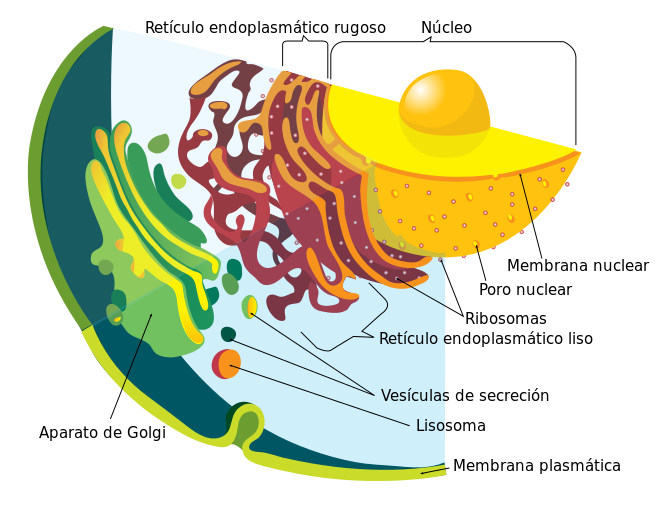 Retículo endoplasmático rugoso
Núcleo
Membrana nuclear
Poro nuclear
Ribosomas
Retículo endoplasmático liso
Vesículas de secreción
Lisosoma
Aparato de Golgi
Membrana plasmática